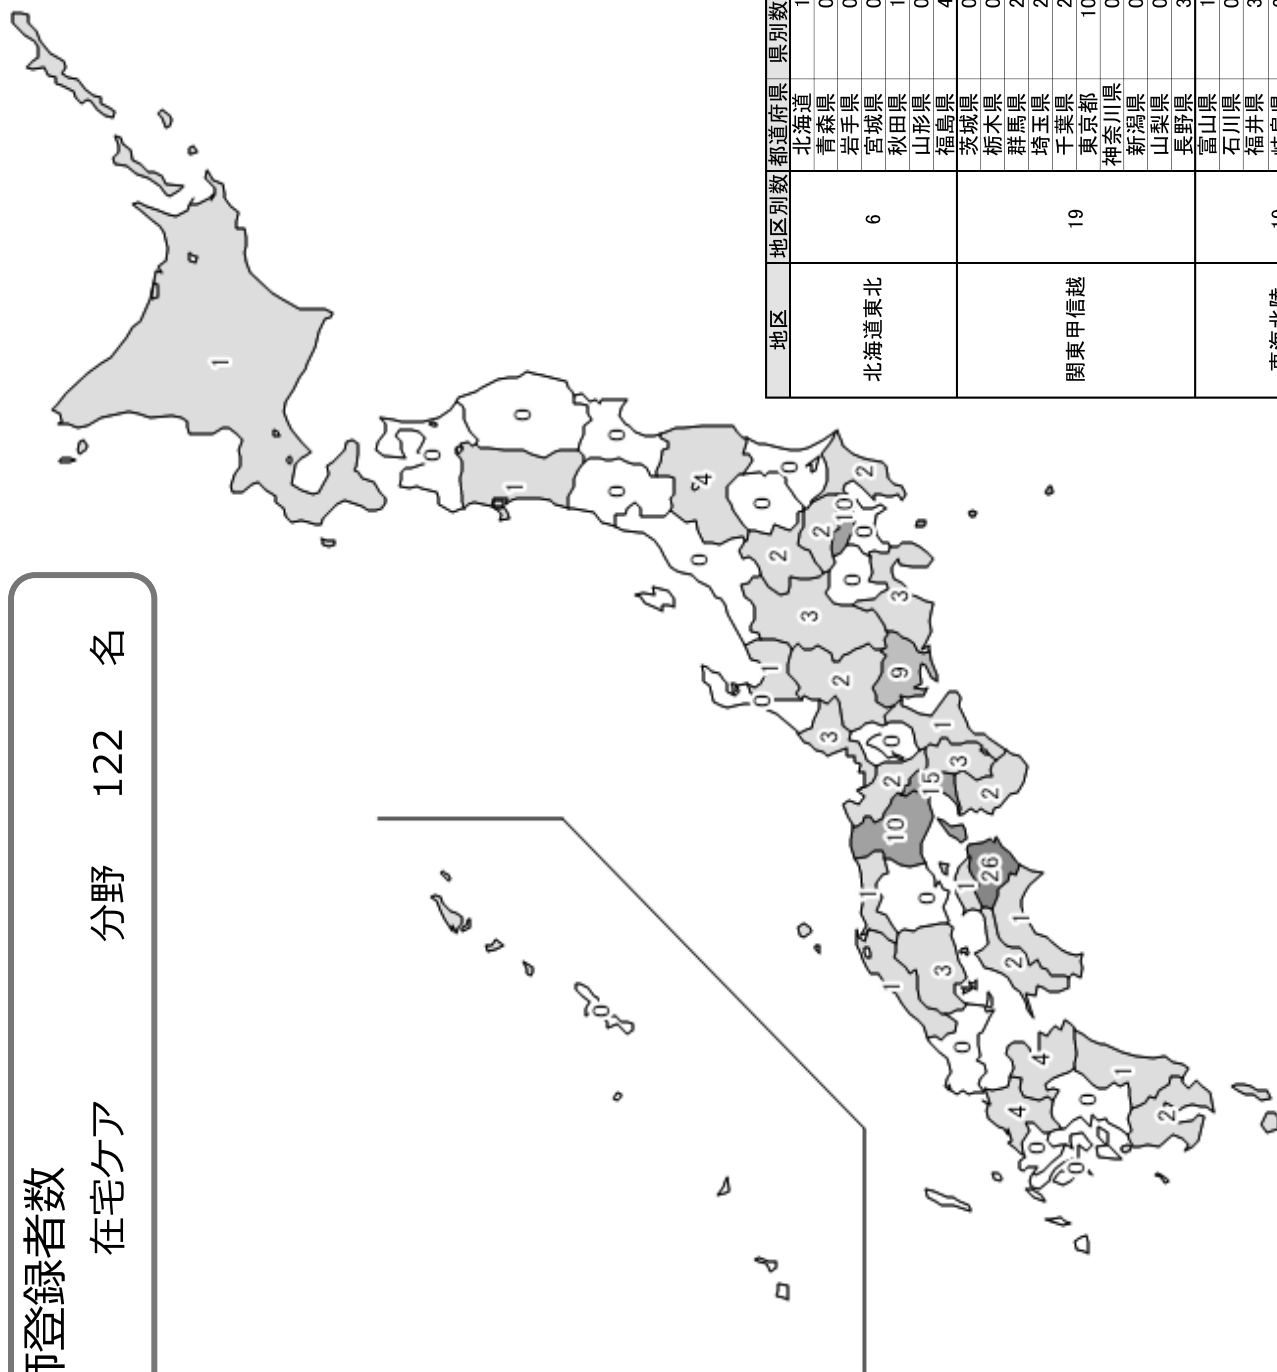 登録者数
在宅ケア 分野 122 名
1
0
1
0
0
0
4
0
0
0
2
2
10
2
0
0
3
3
1
0
2
9
3
0
1
2
15
3
2
10
1
0
3
1
0
26
1
2
1
4
4
0
0
0
1
2
0
地区 地区別数 都道府県 県別数
北海道東北 6 北海道 1
青森県 0
岩手県 0
宮城県 0
秋田県 1
山形県 0
福島県 4
関東甲信越 19 茨城県 0
栃木県 0
群馬県 2
埼玉県 2
千葉県 2
東京都 10
神奈川県 0
新潟県 0
山梨県 0
長野県 3
富山県 1
石川県 0
福井県 3